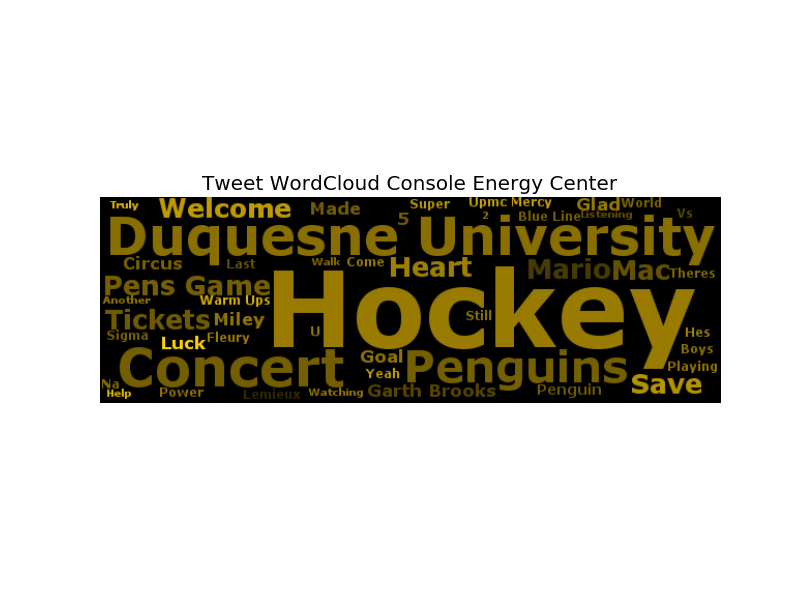 Tweet WordCloud Console Energy Center
Truly Welcome Made Super Upmc Mercy Glad World
5 2 Blue Line Listening Vs
Duquesne University
Circus Last Walk Come Heart Mario Mac Theres
Pens Game Hockey
Another Warm Ups
Tickets Miley U Still
Sigma Luck Fleury Hes
Concert Goal Penguins Boys
Yeah Playing
Na Save
Help Power Lemieux Watching Garth Brooks Penguin